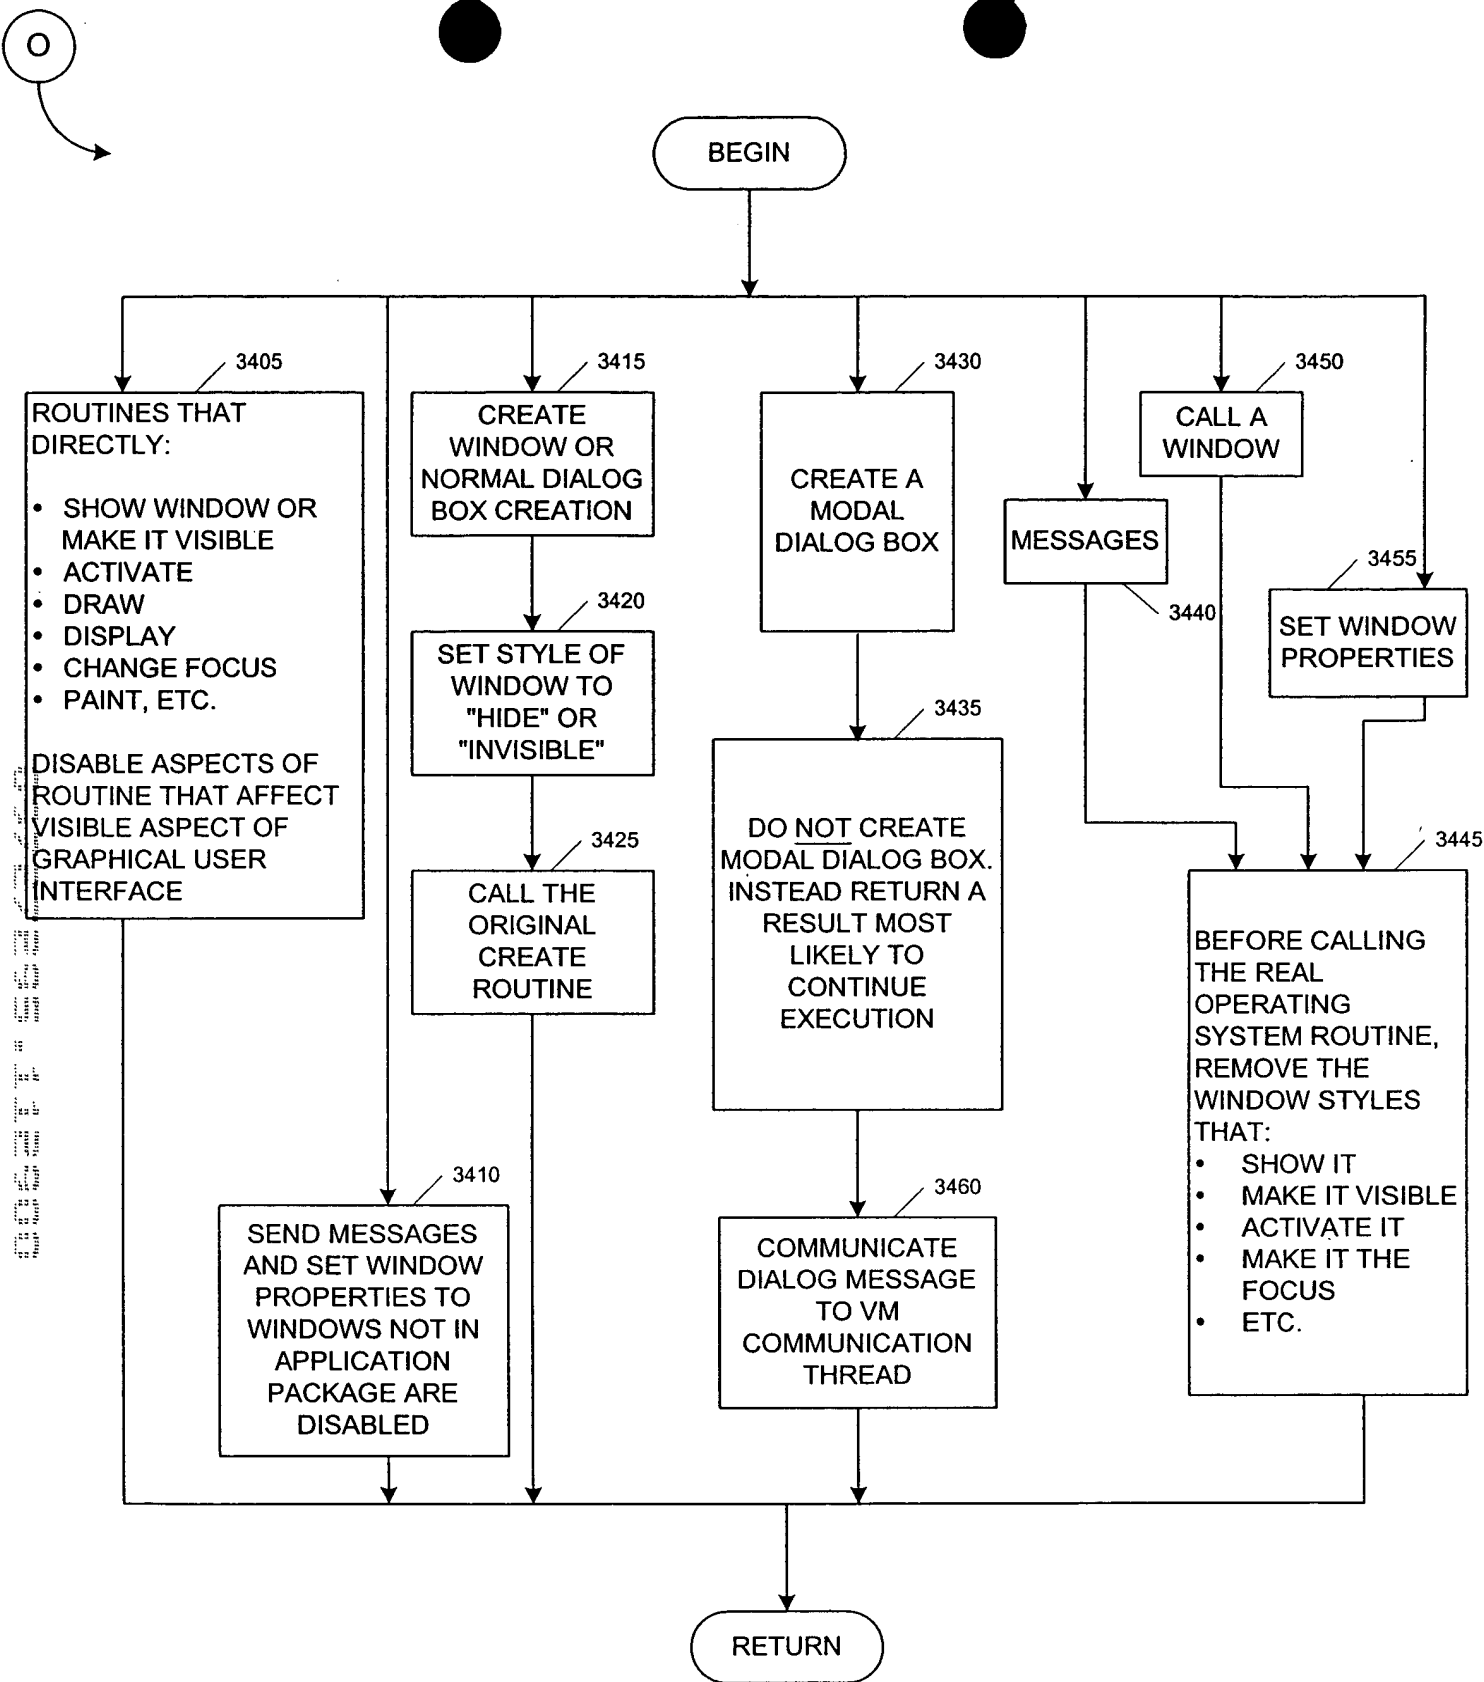 O
BEGIN
3405
ROUTINES THAT
DIRECTLY:
• SHOW WINDOW OR
MAKE IT VISIBLE
• ACTIVATE
• DRAW
• DISPLAY
• CHANGE FOCUS
• PAINT, ETC.
DISABLE ASPECTS OF
ROUTINE THAT AFFECT
VISIBLE ASPECT OF
GRAPHICAL USER
INTERFACE
3410
SEND MESSAGES
AND SET WINDOW
PROPERTIES TO
WINDOWS NOT IN
APPLICATION
PACKAGE ARE
DISABLED
3415
CREATE
WINDOW OR
NORMAL DIALOG
BOX CREATION
3420
SET STYLE OF
WINDOW TO
"HIDE" OR
"INVISIBLE"
3425
CALL THE
ORIGINAL
CREATE
ROUTINE
3430
CREATE A
MODAL
DIALOG BOX
3435
DO NOT CREATE
MODAL DIALOG BOX.
INSTEAD RETURN A
RESULT MOST
LIKELY TO
CONTINUE
EXECUTION
3460
COMMUNICATE
DIALOG MESSAGE
TO VM
COMMUNICATION
THREAD
MESSAGES
3440
3450
CALL A
WINDOW
3455
SET WINDOW
PROPERTIES
3445
BEFORE CALLING
THE REAL
OPERATING
SYSTEM ROUTINE,
REMOVE THE
WINDOW STYLES
THAT:
• SHOW IT
• MAKE IT VISIBLE
• ACTIVATE IT
• MAKE IT THE
FOCUS
• ETC.
RETURN